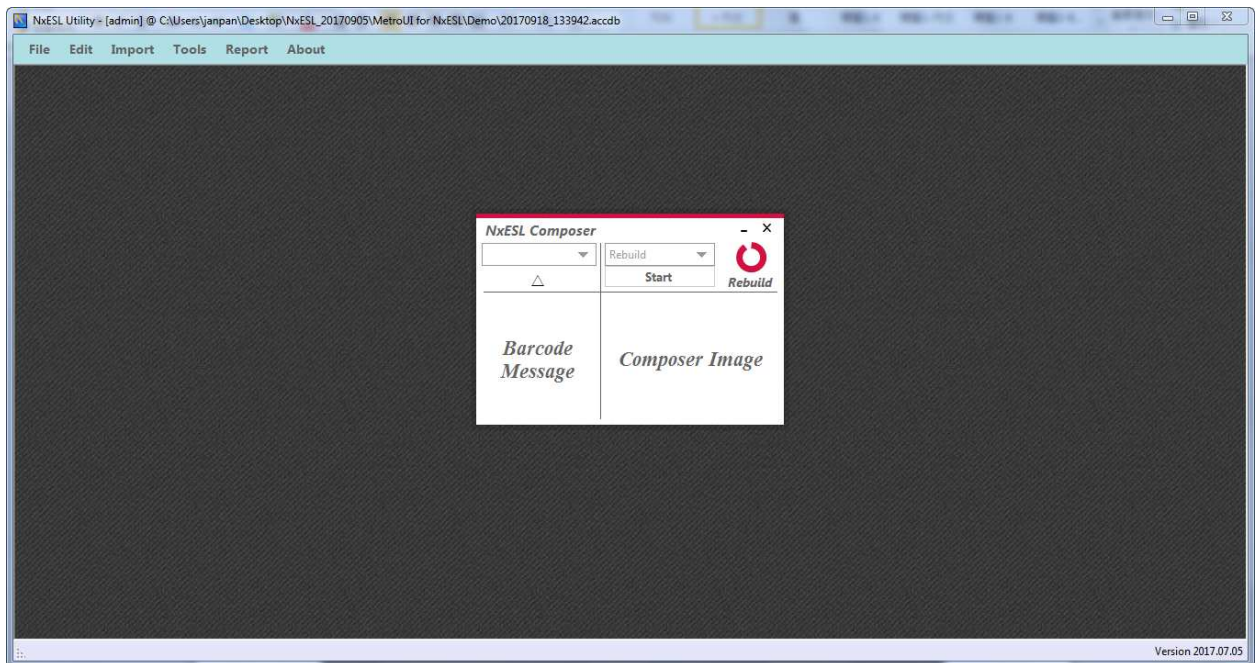 NxESL Utility - [admin] @ C:\Users\janpan\Desktop\NxESL_20170905\MetroUI for NxESL\Demo\20170918_133942.accdb
File Edit Import Tools Report About
NxESL Composer
Rebuild
Start
Rebuild
Barcode
Message
Composer Image
Version 2017.07.05